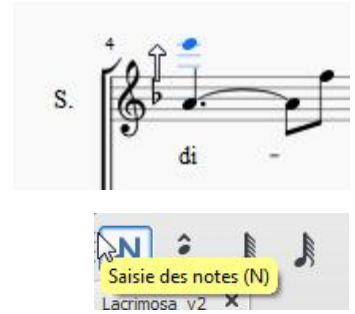 4
S.
di -
N
Saisie des notes (N)
Lacrimosa_v2